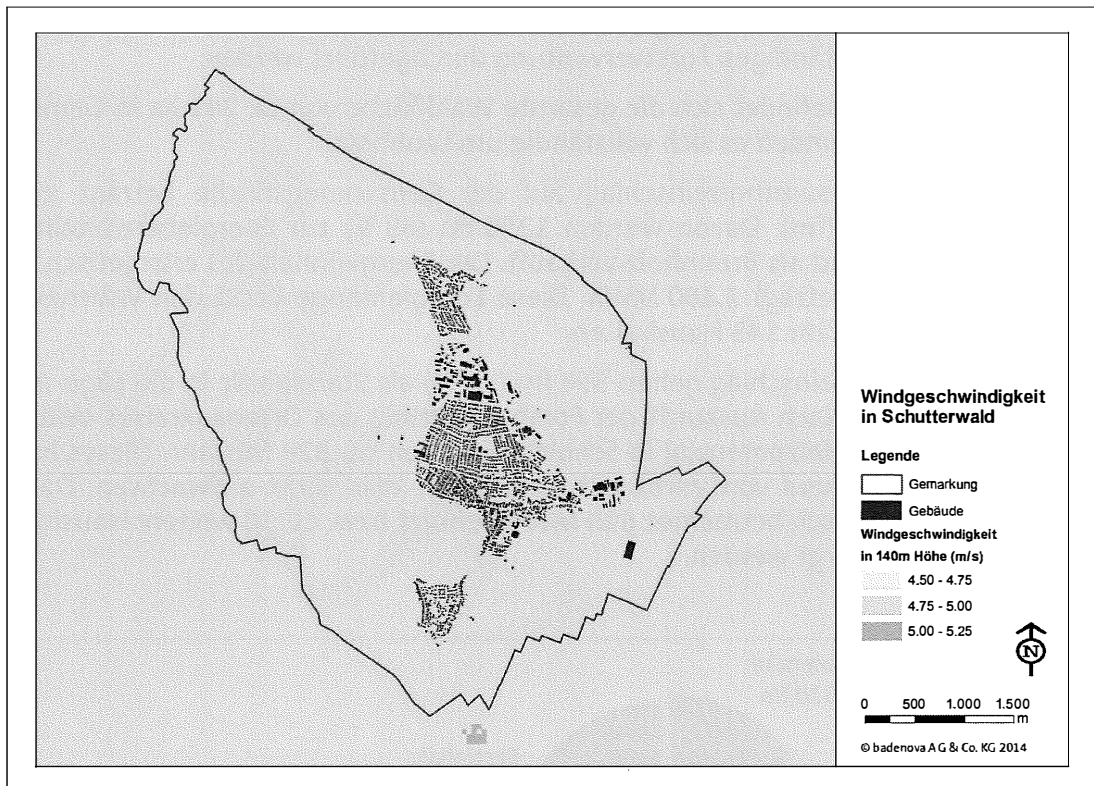 Windgeschwindigkeit
in Schutterwald
Legende
Gemarkung
Gebäude
Windgeschwindigkeit
in 140m Höhe (m/s)
4.50 - 4.75
4.75 - 5.00
5.00 - 5.25
N
0 500 1.000 1.500
m
© badenova AG & Co. KG 2014